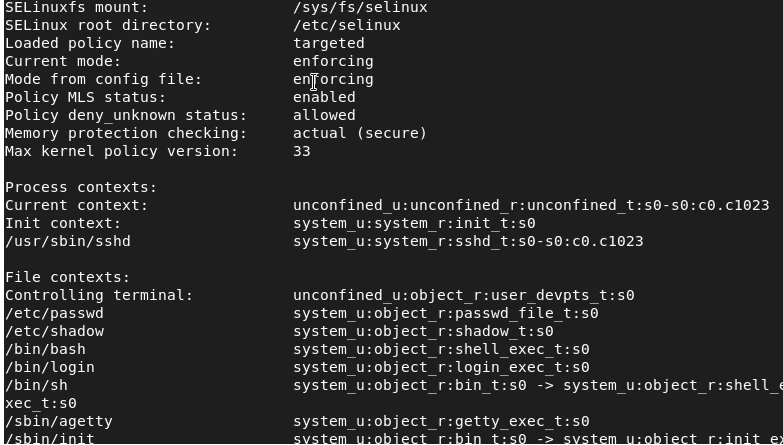 SELinuxfs mount:                /sys/fs/selinux
SELinux root directory:         /etc/selinux
Loaded policy name:             targeted
Current mode:                   enforcing
Mode from config file:          enforcing
Policy MLS status:              enabled
Policy deny_unknown status:     allowed
Memory protection checking:     actual (secure)
Max kernel policy version:      33

Process contexts:
Current context:                unconfined_u:unconfined_r:unconfined_t:s0-s0:c0.c1023
Init context:                   system_u:system_r:init_t:s0
/usr/sbin/sshd                  system_u:system_r:sshd_t:s0-s0:c0.c1023

File contexts:
Controlling terminal:           unconfined_u:object_r:user_devpts_t:s0
/etc/passwd                     system_u:object_r:passwd_file_t:s0
/etc/shadow                     system_u:object_r:shadow_t:s0
/bin/bash                       system_u:object_r:shell_exec_t:s0
/bin/login                      system_u:object_r:login_exec_t:s0
/bin/sh                         system_u:object_r:bin_t:s0 -> system_u:object_r:shell_e
xec_t:s0
/sbin/agetty                    system_u:object_r:getty_exec_t:s0
/sbin/init                      system_u:object_r:bin_t:s0 -> system_u:object_r:init_ex